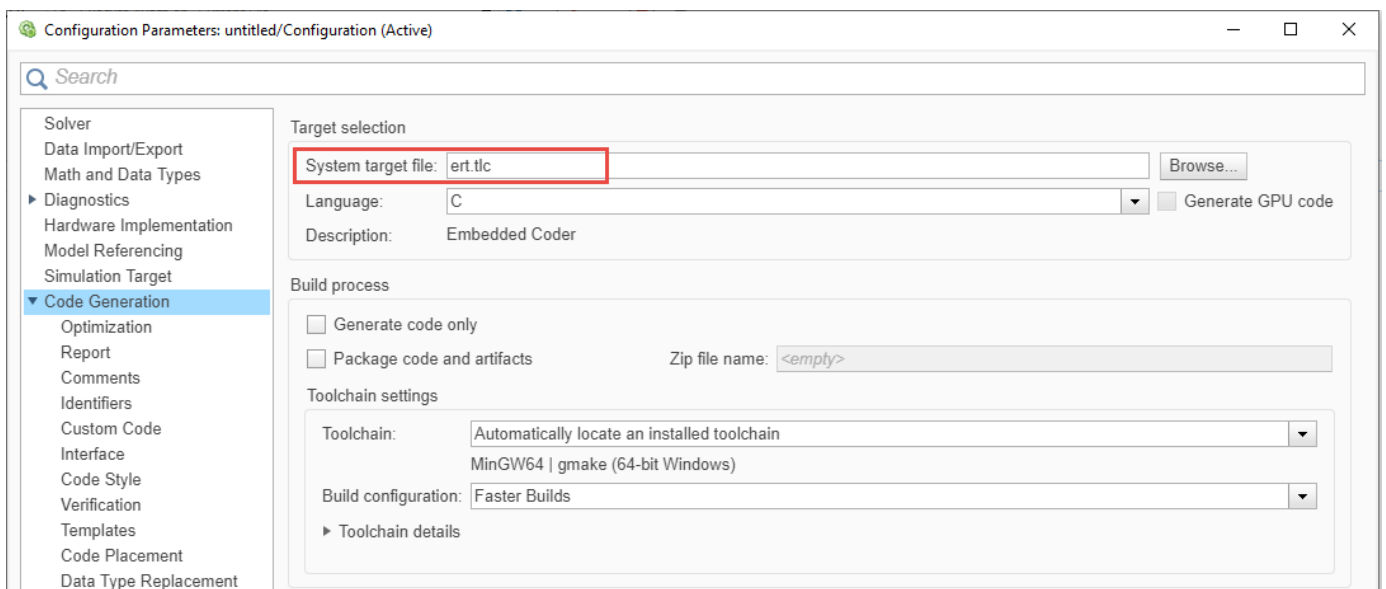 Configuration Parameters: untitled/Configuration (Active)
Search
Solver
Data Import/Export
Math and Data Types
Diagnostics
Hardware Implementation
Model Referencing
Simulation Target
Code Generation
Optimization
Report
Comments
Identifiers
Custom Code
Interface
Code Style
Verification
Templates
Code Placement
Data Type Replacement
Target selection
System target file: ert.tlc Browse...
Language: C Generate GPU code
Description: Embedded Coder
Build process
Generate code only
Package code and artifacts Zip file name: <empty>
Toolchain settings
Toolchain: Automatically locate an installed toolchain
MinGW64 | gmake (64-bit Windows)
Build configuration: Faster Builds
Toolchain details